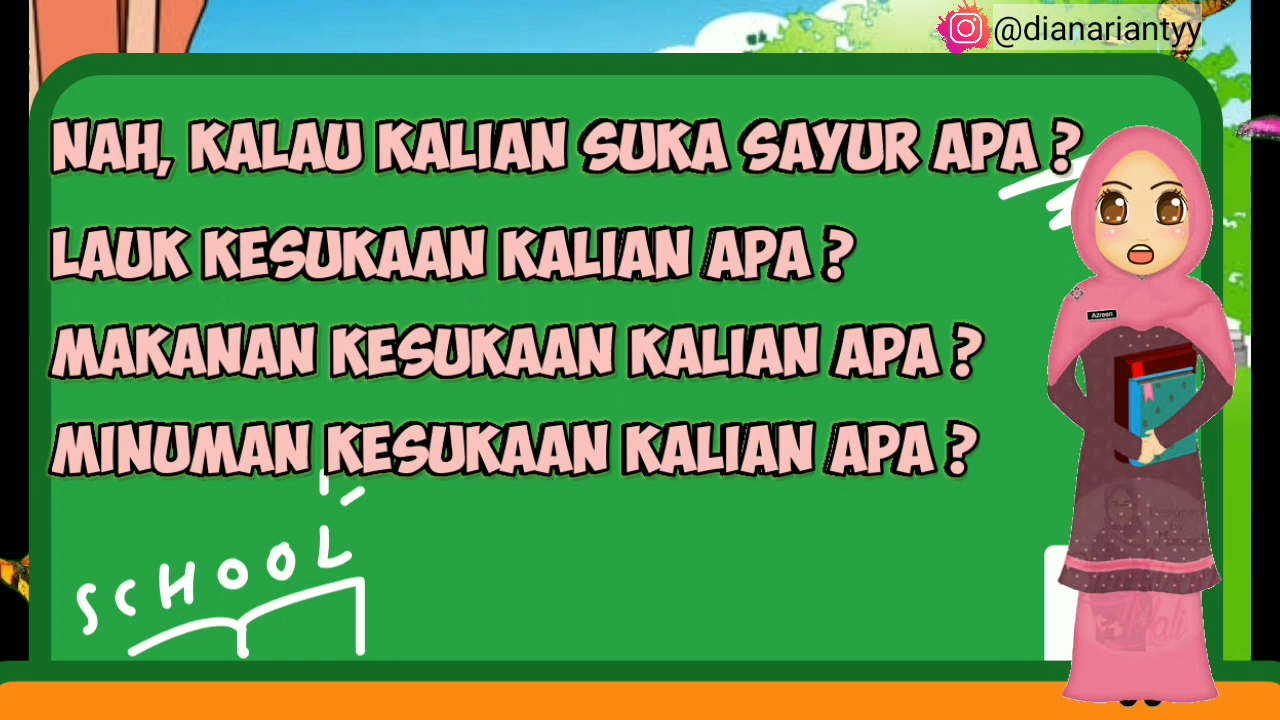 @dianariantyy
NAH, KALAU KALIAN SUKA SAYUR APA ?
LAUK KESUKAAN KALIAN APA ?
MAKANAN KESUKAAN KALIAN APA ?
MINUMAN KESUKAAN KALIAN APA ?
SCHOOL
Azreen